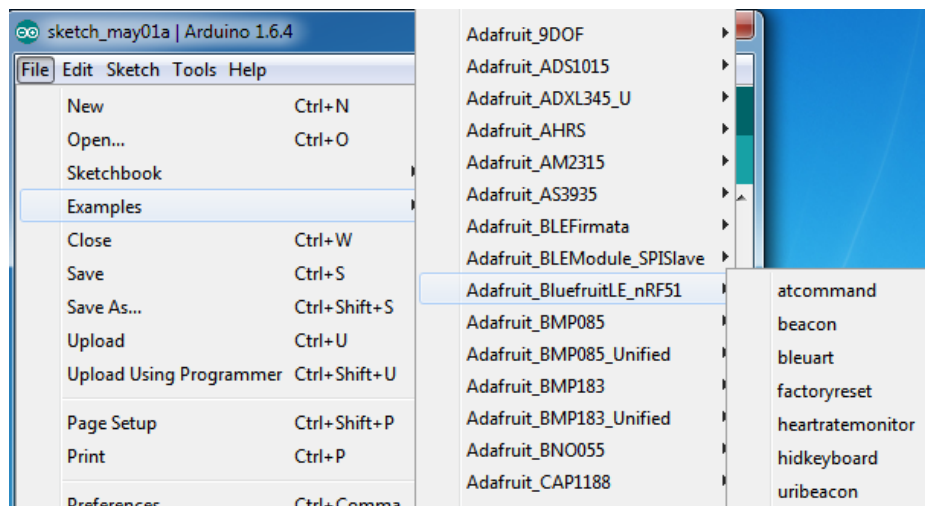 sketch_may01a | Arduino 1.6.4
File Edit Sketch Tools Help
New Ctrl+N
Open... Ctrl+O
Sketchbook
Examples
Close Ctrl+W
Save Ctrl+S
Save As... Ctrl+Shift+S
Upload Ctrl+U
Upload Using Programmer Ctrl+Shift+U
Page Setup Ctrl+Shift+P
Print Ctrl+P
Preferences Ctrl+Comma
Adafruit_9DOF
Adafruit_ADS1015
Adafruit_ADXL345_U
Adafruit_AHRS
Adafruit_AM2315
Adafruit_AS3935
Adafruit_BLEFirmata
Adafruit_BLEModule_SPISlave
Adafruit_BluefruitLE_nRF51
Adafruit_BMP085
Adafruit_BMP085_Unified
Adafruit_BMP183
Adafruit_BMP183_Unified
Adafruit_BNO055
Adafruit_CAP1188
atcommand
beacon
bleuart
factoryreset
heartratemonitor
hidkeyboard
uribeacon